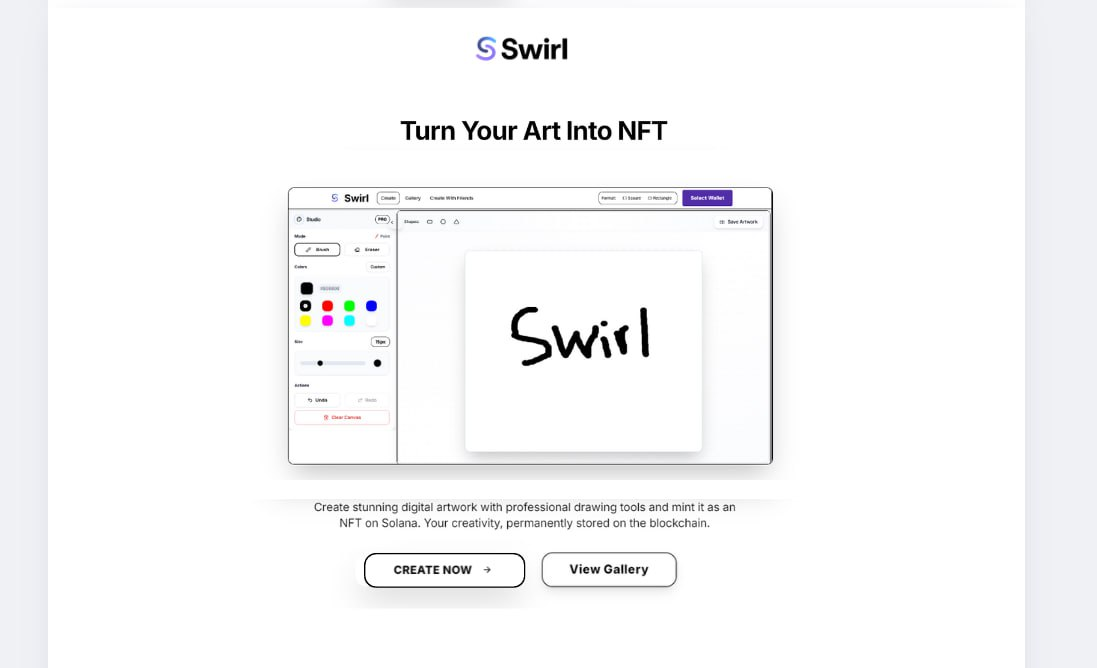 Swirl
Turn Your Art Into NFT
Swirl Create Gallery Create With Friends Format: Square Rectangle Select Wallet
Studio PRO Shapes: Save Artwork
Mode Paint
Brush Eraser
Colors Custom
#000000
Size 15px
Swirl
Actions
Undo Redo
Clear Canvas
Create stunning digital artwork with professional drawing tools and mint it as an
NFT on Solana. Your creativity, permanently stored on the blockchain.
CREATE NOW → View Gallery